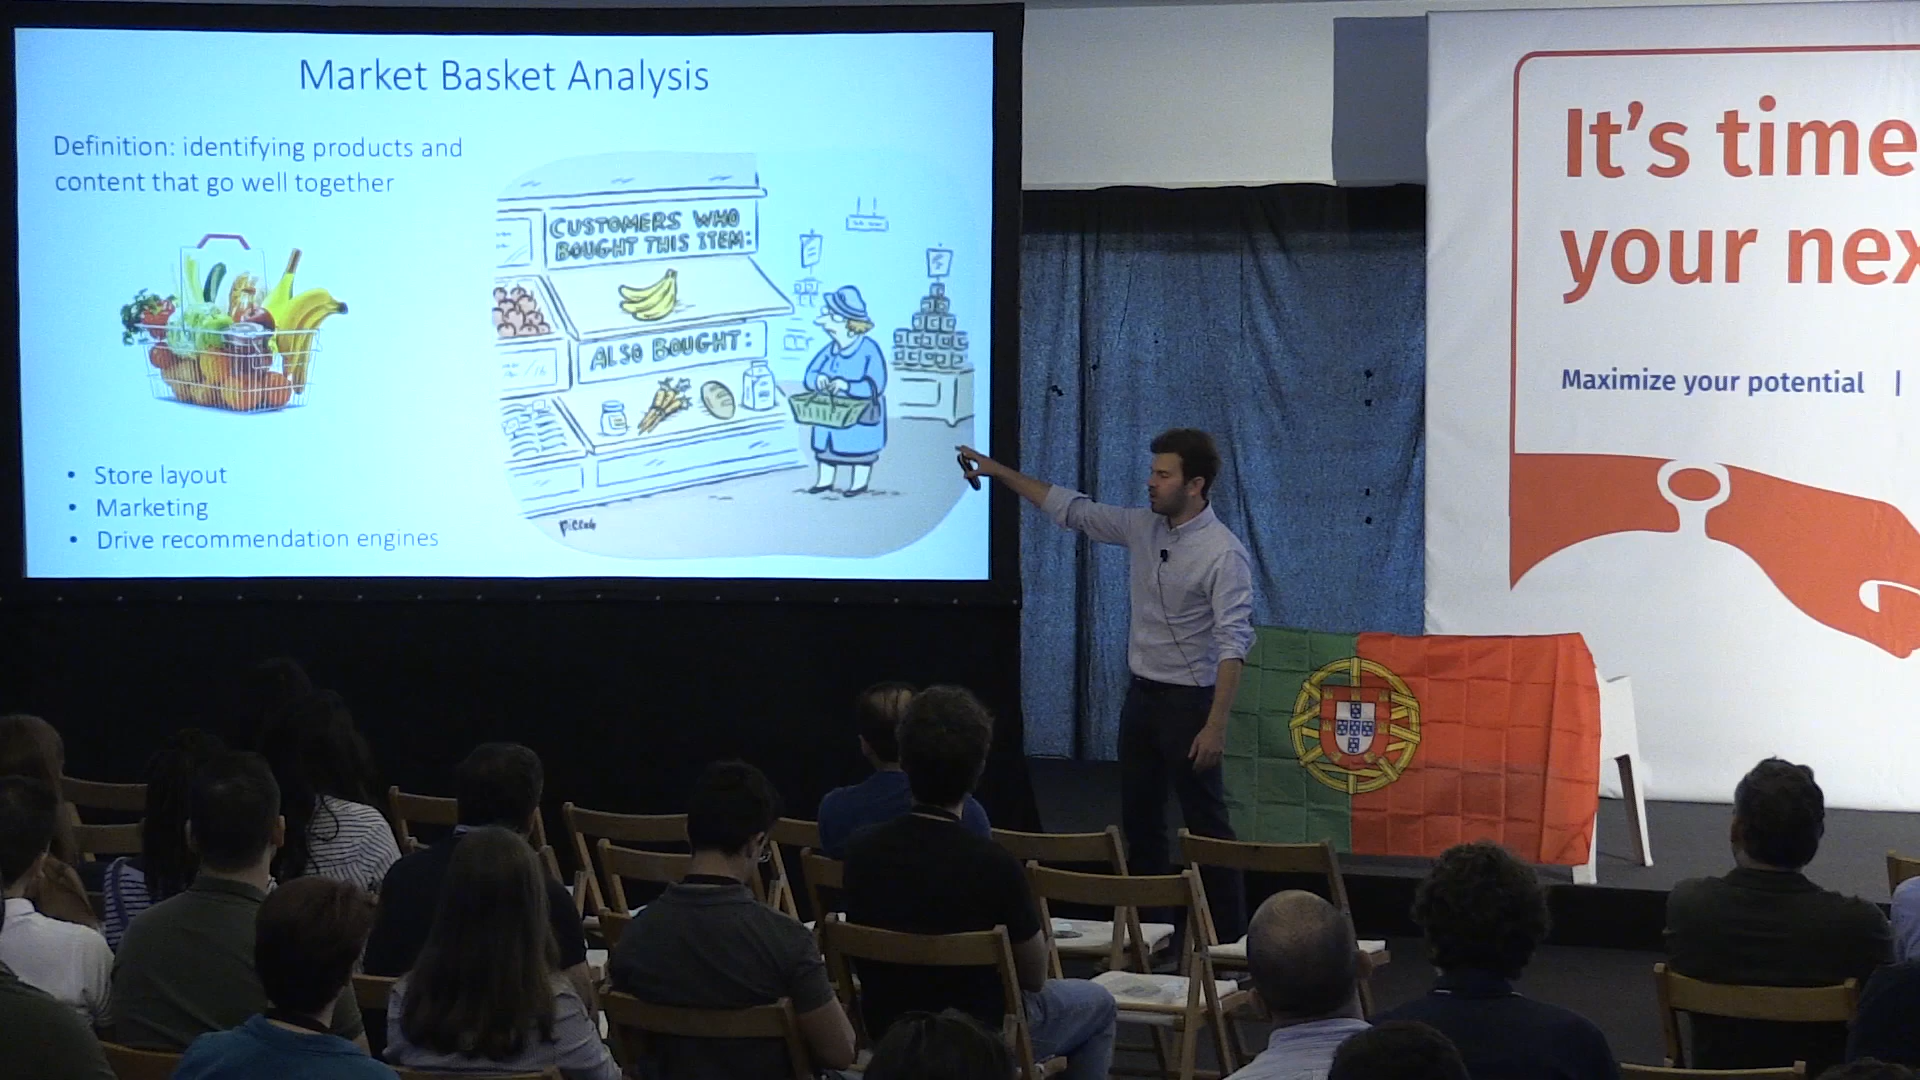 Market Basket Analysis
Definition: identifying products and
content that go well together
CUSTOMERS WHO
BOUGHT THIS ITEM:
ALSO BOUGHT:
• Store layout
• Marketing
• Drive recommendation engines
It's time
your nex
Maximize your potential |